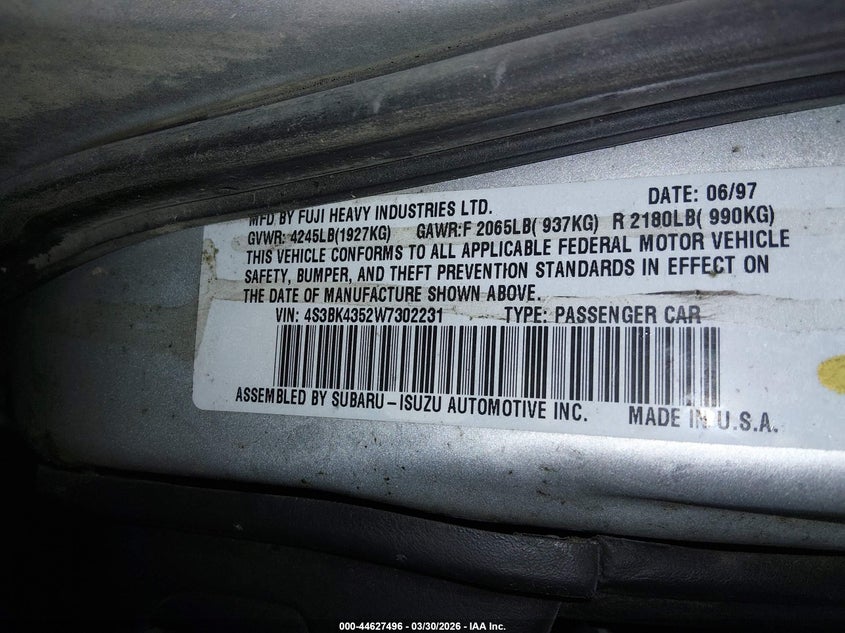 MFD BY FUJI HEAVY INDUSTRIES LTD. DATE: 06/97
GVWR: 4245LB(1927KG) GAWR:F 2065LB( 937KG) R 2180LB( 990KG)
THIS VEHICLE CONFORMS TO ALL APPLICABLE FEDERAL MOTOR VEHICLE
SAFETY, BUMPER, AND THEFT PREVENTION STANDARDS IN EFFECT ON
THE DATE OF MANUFACTURE SHOWN ABOVE.
VIN: 4S3BK4352W7302231 TYPE: PASSENGER CAR
ASSEMBLED BY SUBARU-ISUZU AUTOMOTIVE INC. MADE IN U.S.A.
000-44627496 - 03/30/2026 - IAA Inc.